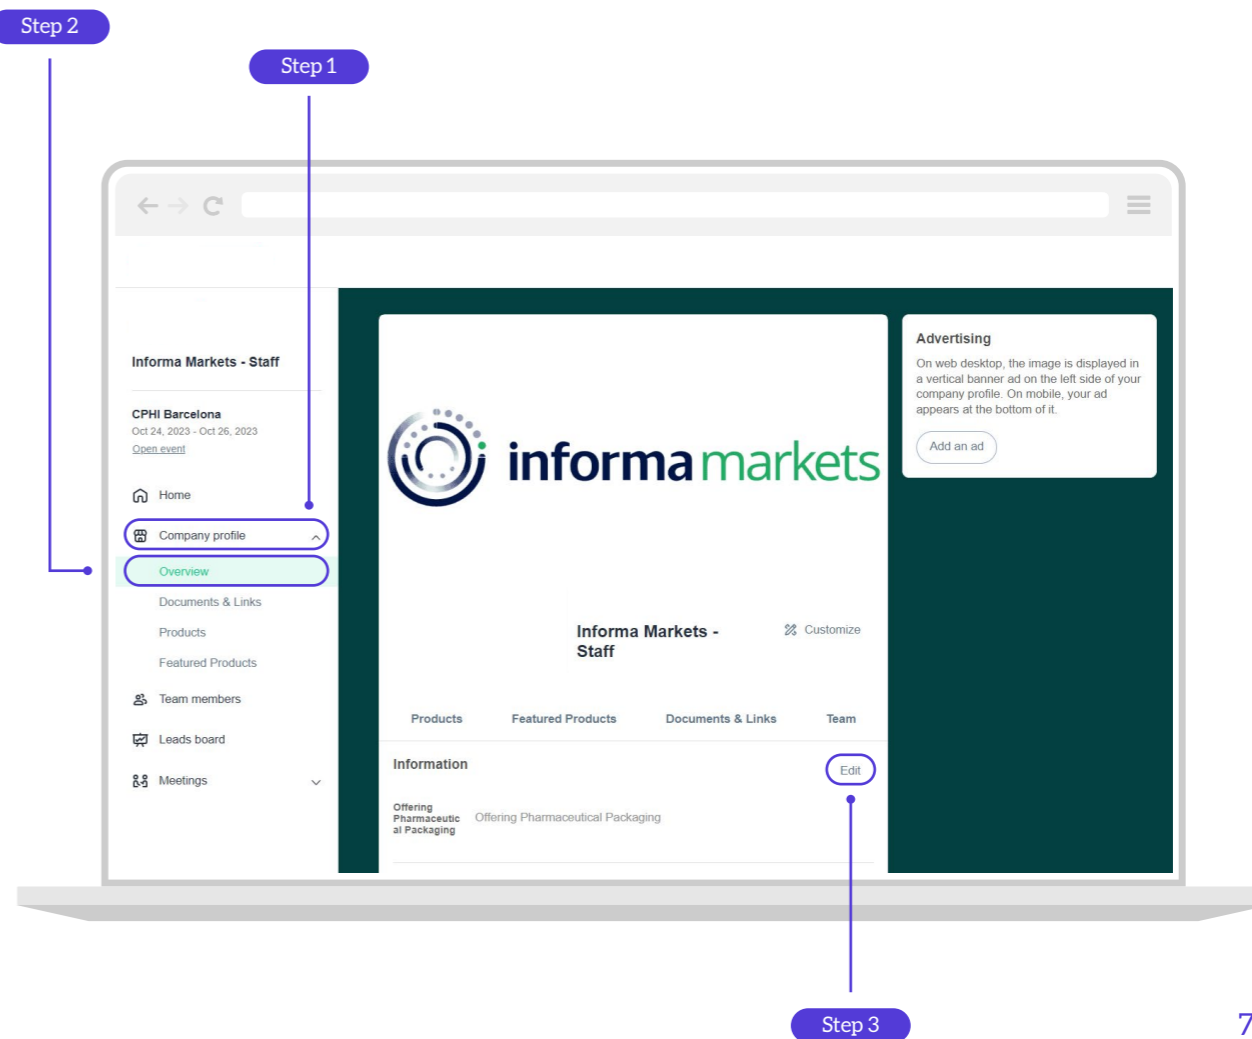 Step 2
Step 1
Informa Markets - Staff
CPHI Barcelona
Oct 24, 2023 - Oct 26, 2023
Open event
Home
Company profile
Overview
Documents & Links
Products
Featured Products
Team members
Leads board
Meetings
informa markets
Informa Markets -
Staff
Customize
Products Featured Products Documents & Links Team
Information
Edit
Offering
Pharmaceutic
al Packaging
Offering Pharmaceutical Packaging
Advertising
On web desktop, the image is displayed in
a vertical banner ad on the left side of your
company profile. On mobile, your ad
appears at the bottom of it.
Add an ad
Step 3
7